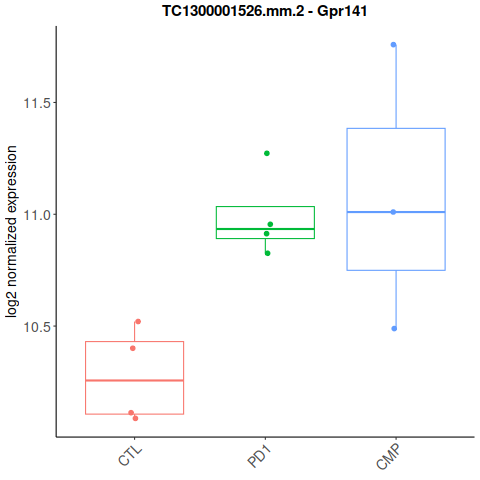 TC1300001526.mm.2 - Gpr141
log2 normalized expression
11.5
11.0
10.5
CTL
PD1
CMP